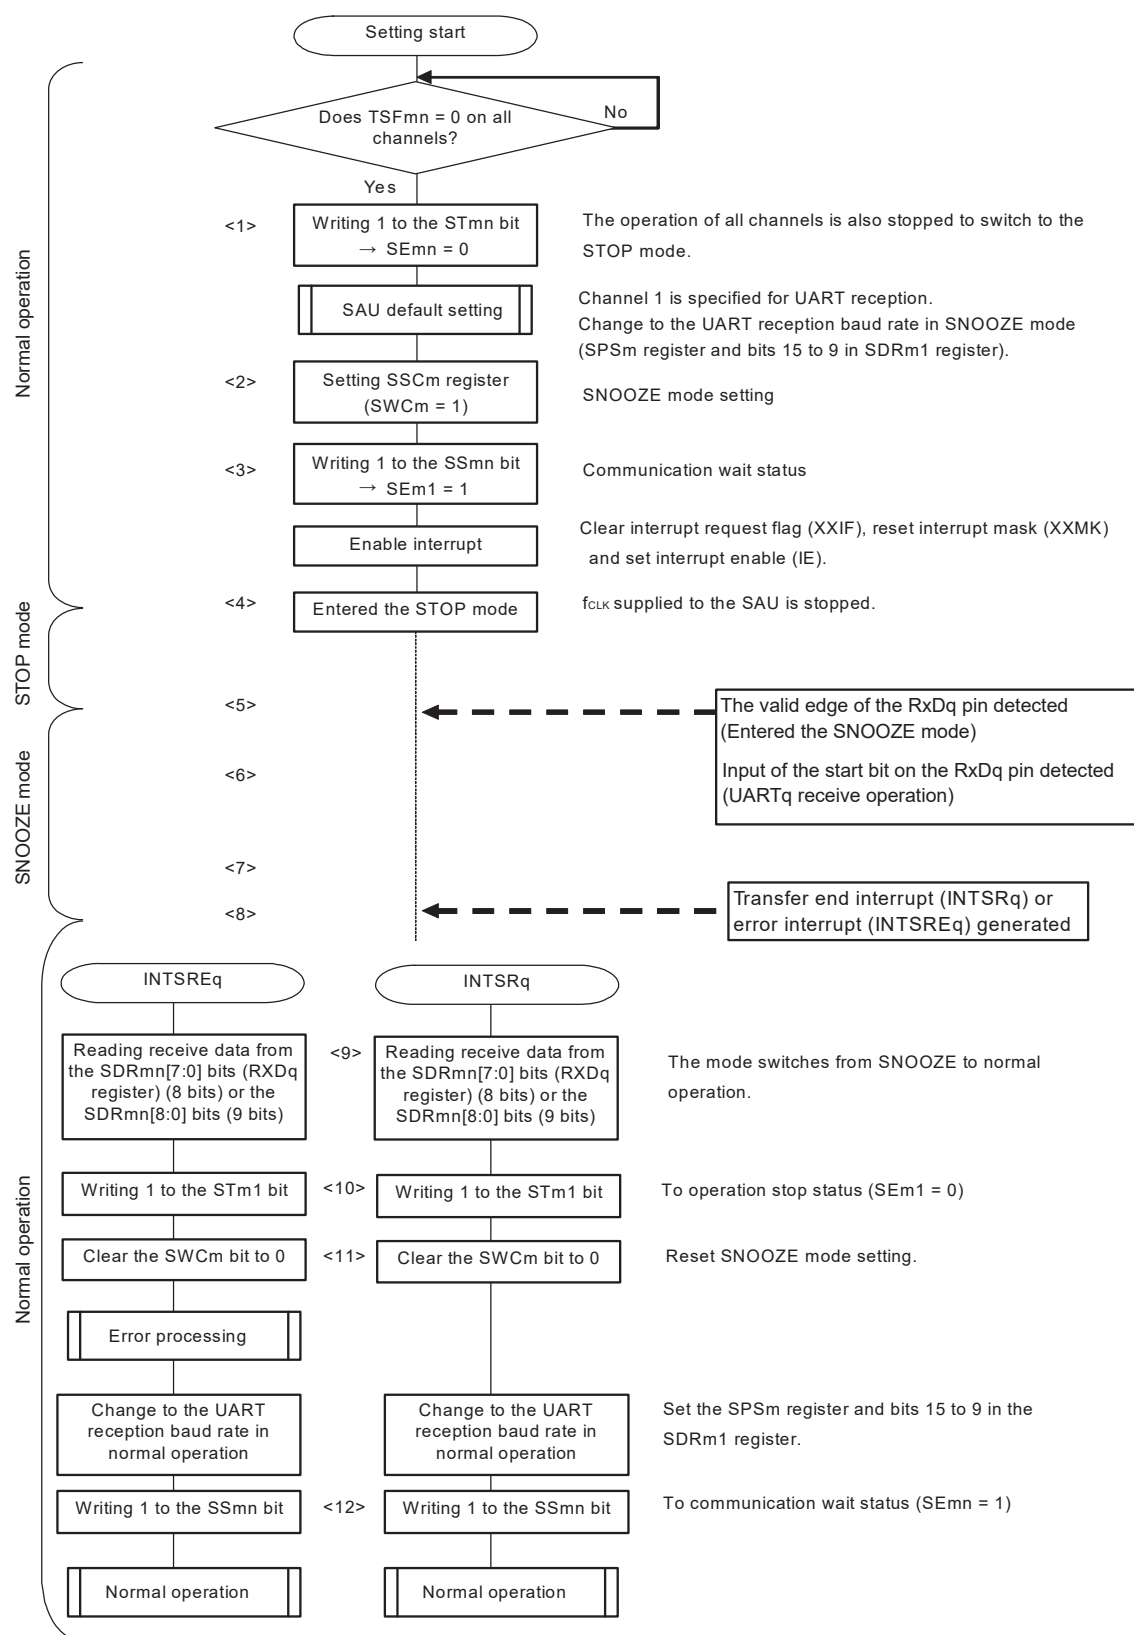 Setting start
Does TSFmn = 0 on all
channels?
No
Yes
Normal operation
<1>
Writing 1 to the STmn bit
→ SEmn = 0
The operation of all channels is also stopped to switch to the
STOP mode.
SAU default setting
Channel 1 is specified for UART reception.
Change to the UART reception baud rate in SNOOZE mode
(SPSm register and bits 15 to 9 in SDRm1 register).
<2>
Setting SSCm register
(SWCm = 1)
SNOOZE mode setting
<3>
Writing 1 to the SSmn bit
→ SEm1 = 1
Communication wait status
Enable interrupt
Clear interrupt request flag (XXIF), reset interrupt mask (XXMK)
and set interrupt enable (IE).
STOP mode
<4>
Entered the STOP mode
fCLK supplied to the SAU is stopped.
<5>
The valid edge of the RxDq pin detected
(Entered the SNOOZE mode)
SNOOZE mode
<6>
Input of the start bit on the RxDq pin detected
(UARTq receive operation)
<7>
<8>
Transfer end interrupt (INTSRq) or
error interrupt (INTSREq) generated
Normal operation
INTSREq
INTSRq
Reading receive data from
the SDRmn[7:0] bits (RXDq
register) (8 bits) or the
SDRmn[8:0] bits (9 bits)
<9>
Reading receive data from
the SDRmn[7:0] bits (RXDq
register) (8 bits) or the
SDRmn[8:0] bits (9 bits)
The mode switches from SNOOZE to normal
operation.
Writing 1 to the STm1 bit
<10>
Writing 1 to the STm1 bit
To operation stop status (SEm1 = 0)
Clear the SWCm bit to 0
<11>
Clear the SWCm bit to 0
Reset SNOOZE mode setting.
Error processing
Change to the UART
reception baud rate in
normal operation
Change to the UART
reception baud rate in
normal operation
Set the SPSm register and bits 15 to 9 in the
SDRm1 register.
Writing 1 to the SSmn bit
<12>
Writing 1 to the SSmn bit
To communication wait status (SEmn = 1)
Normal operation
Normal operation